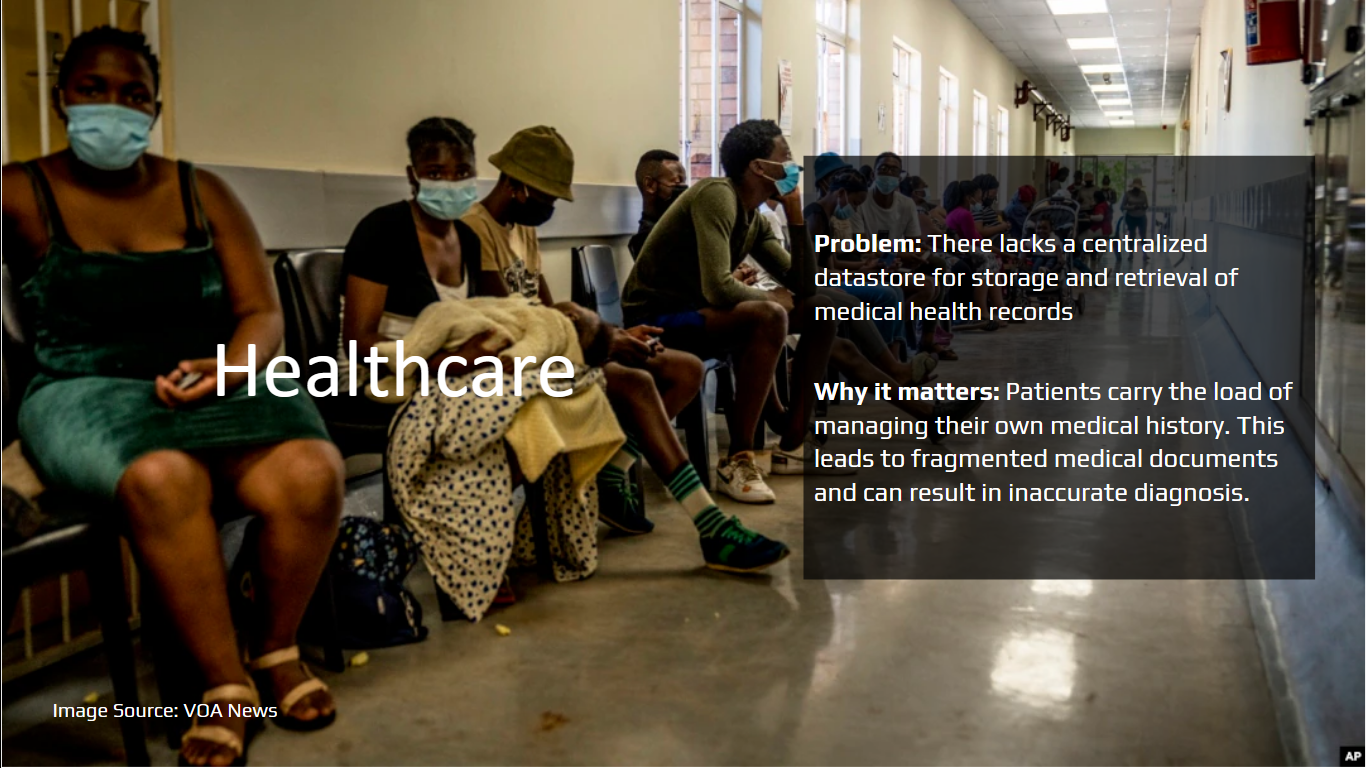 Healthcare
Problem: There lacks a centralized
datastore for storage and retrieval of
medical health records
Why it matters: Patients carry the load of
managing their own medical history. This
leads to fragmented medical documents
and can result in inaccurate diagnosis.
Image Source: VOA News
AP